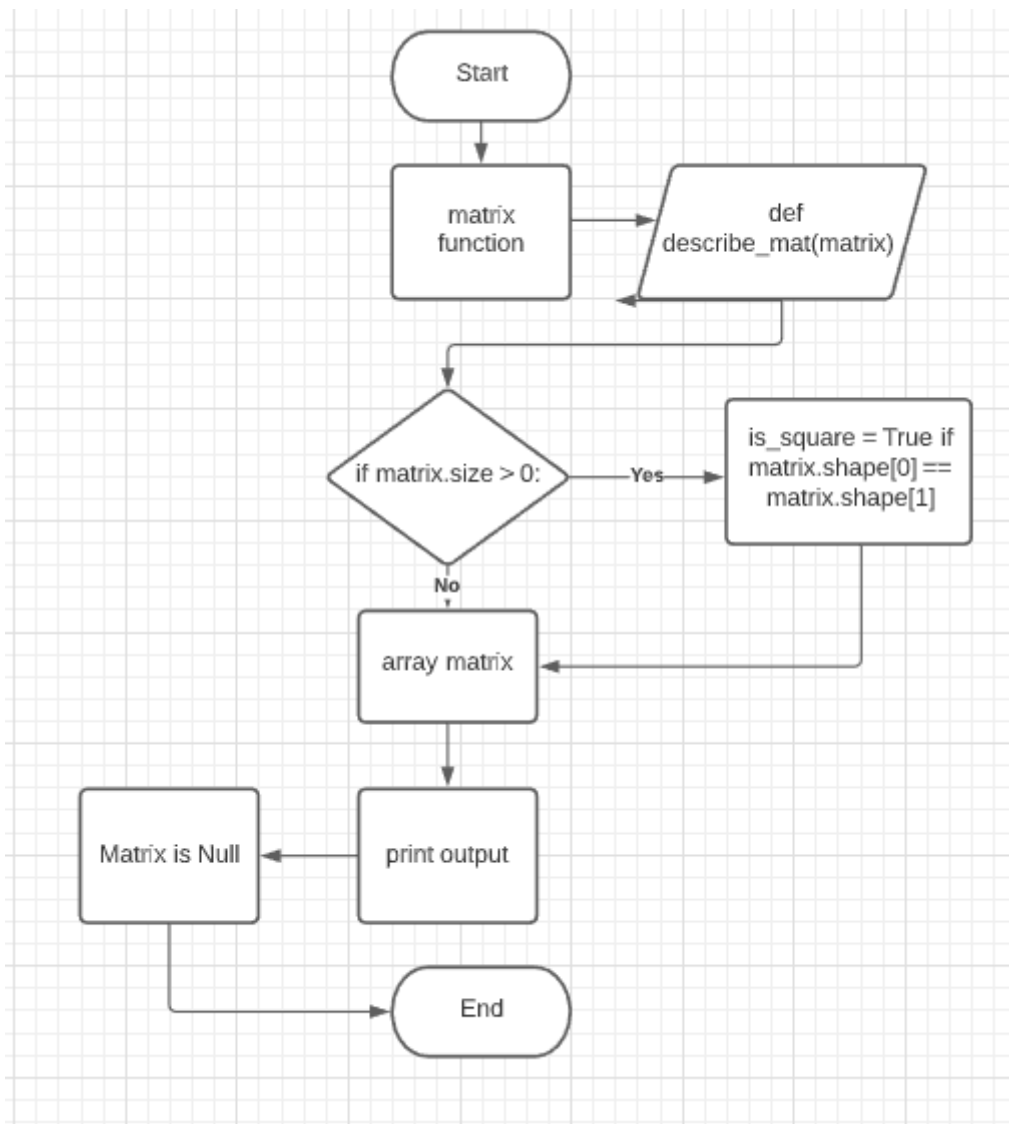 Start
matrix
function
def
describe_mat(matrix)
if matrix.size > 0:
Yes
is_square = True if
matrix.shape[0] ==
matrix.shape[1]
No
array matrix
Matrix is Null
print output
End